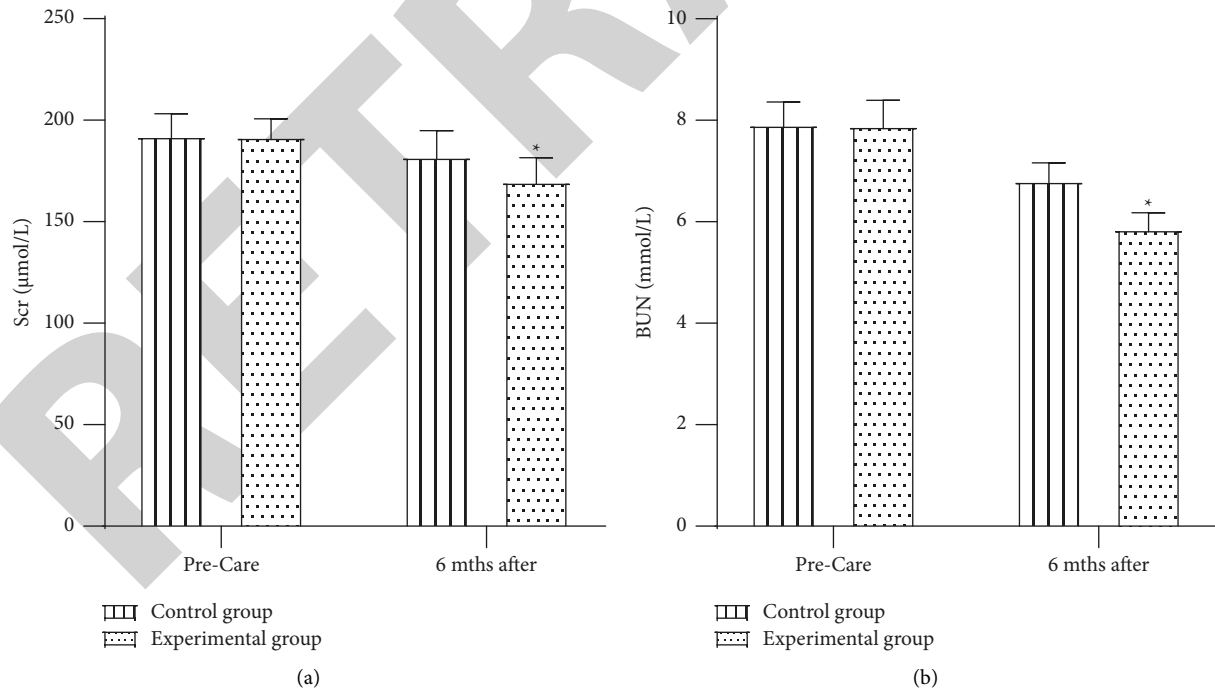 RETRA
250
200
150
100
50
0
Scr (μmol/L)
*
Pre-Care
6 mths after
Control group
Experimental group
(a)
10
8
6
4
2
0
BUN (mmol/L)
*
Pre-Care
6 mths after
Control group
Experimental group
(b)